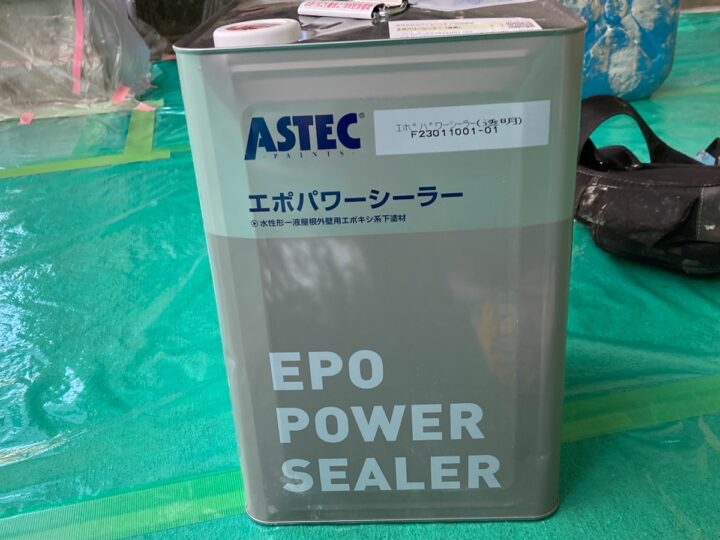 ASTEC®
PAINTS
エポパワーシーラー(透明)
F23011001-01
エポパワーシーラー
水性形一液屋根外壁用エポキシ系下塗材
EPO
POWER
SEALER